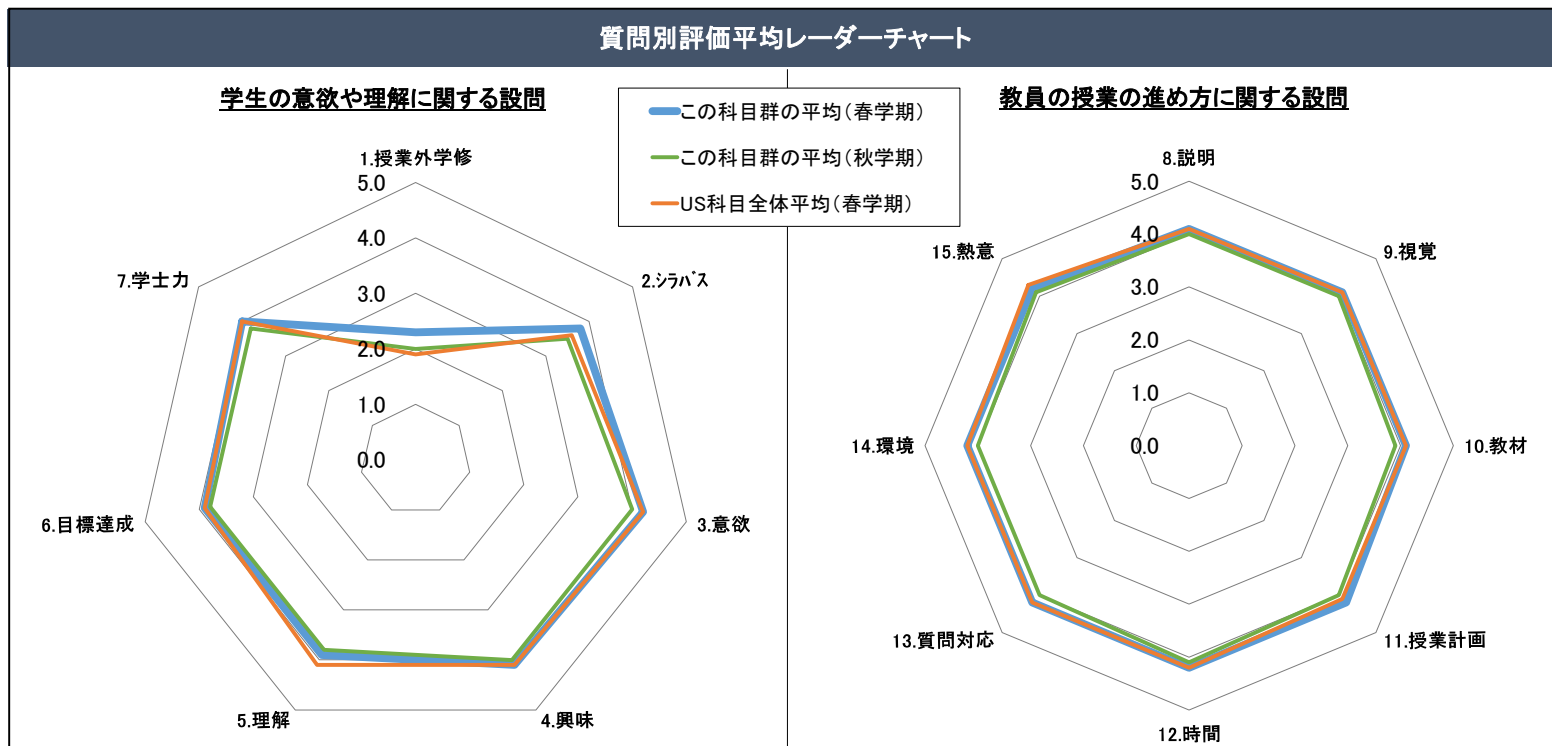 質問別評価平均レーダーチャート
学生の意欲や理解に関する設問
この科目群の平均(春学期)
この科目群の平均(秋学期)
US科目全体平均(春学期)
教員の授業の進め方に関する設問
1.授業外学修
2.シラバス
3.意欲
4.興味
5.理解
6.目標達成
7.学士力
5.0
4.0
3.0
2.0
1.0
0.0
8.説明
9.視覚
10.教材
11.授業計画
12.時間
13.質問対応
14.環境
15.熱意
5.0
4.0
3.0
2.0
1.0
0.0